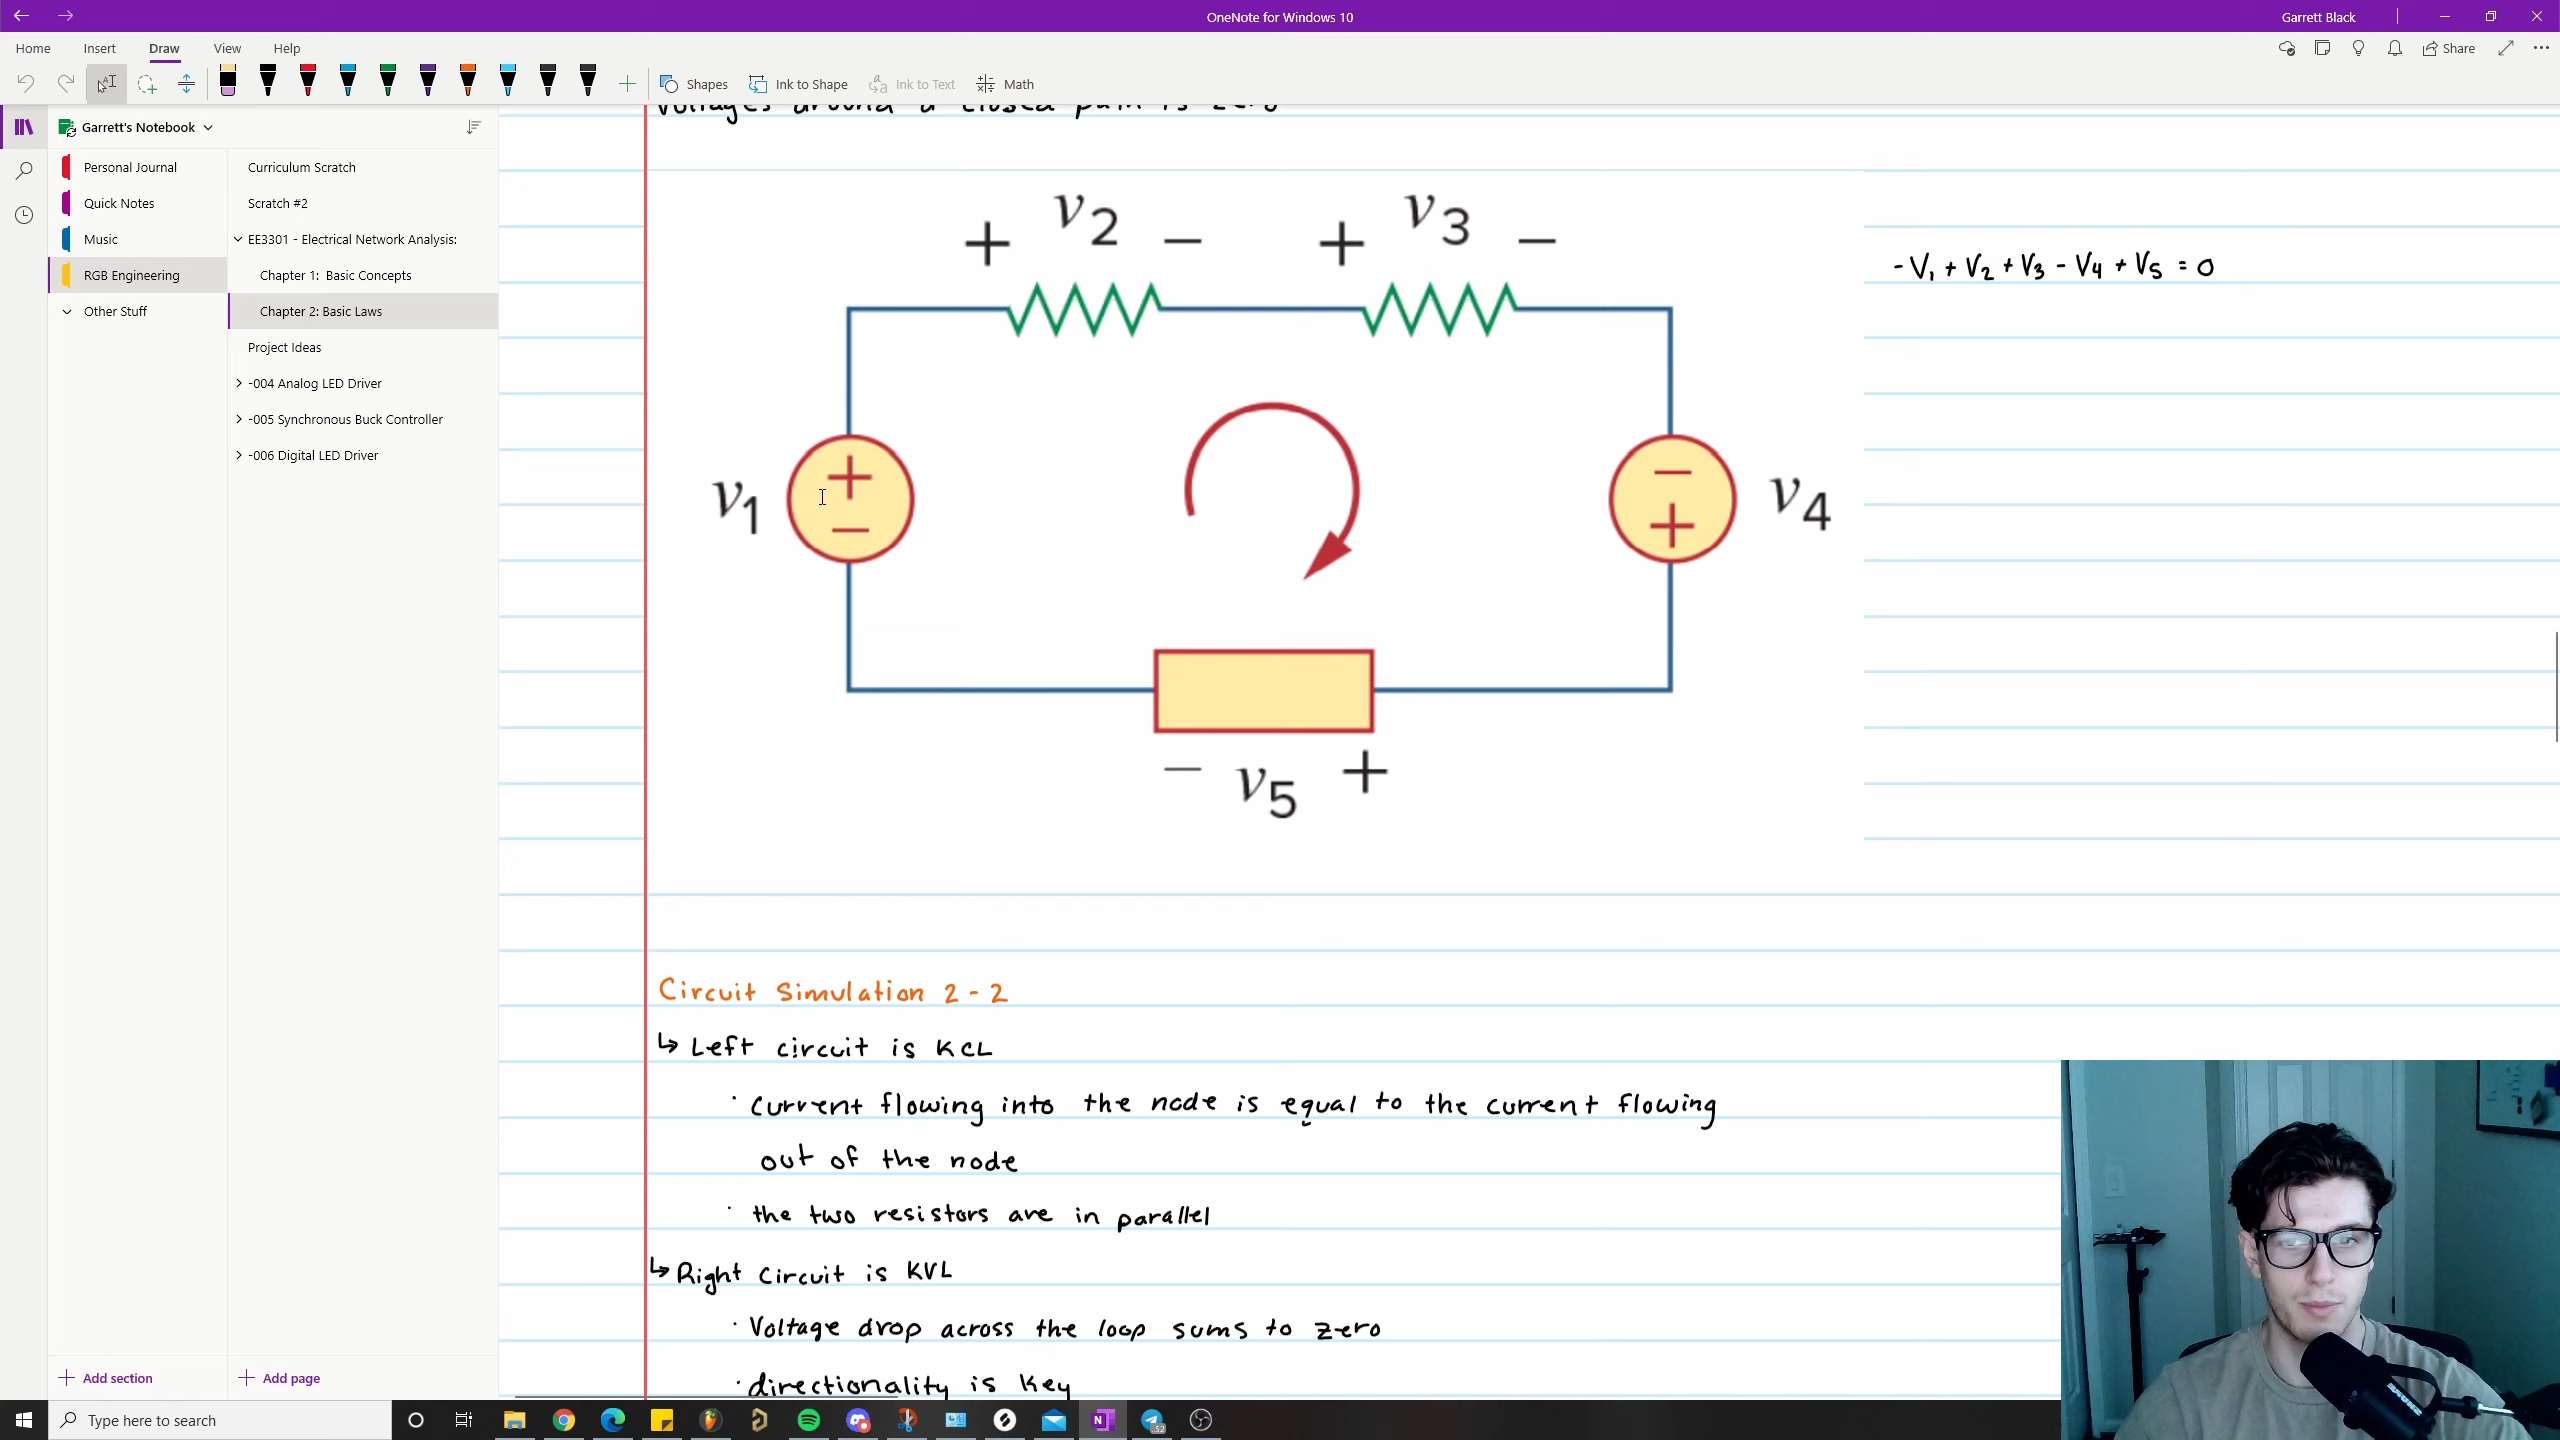 OneNote for Windows 10
Garrett Black
Home Insert Draw View Help
Share
Shapes Ink to Shape Ink to Text Math
Garrett's Notebook
Personal Journal
Quick Notes
Music
RGB Engineering
Other Stuff
Curriculum Scratch
Scratch #2
EE3301 - Electrical Network Analysis:
Chapter 1: Basic Concepts
Chapter 2: Basic Laws
Project Ideas
-004 Analog LED Driver
-005 Synchronous Buck Controller
-006 Digital LED Driver
Voltages around a closed path is zero
+ v2 - + v3 -
-V1 + V2 + V3 - V4 + V5 = 0
v1 + -
- + v4
- v5 +
Circuit Simulation 2-2
↳ Left circuit is KCL
· Current flowing into the node is equal to the current flowing
out of the node
· the two resistors are in parallel
↳ Right Circuit is KVL
· Voltage drop across the loop sums to zero
· directionality is key
+ Add section
+ Add page
Type here to search